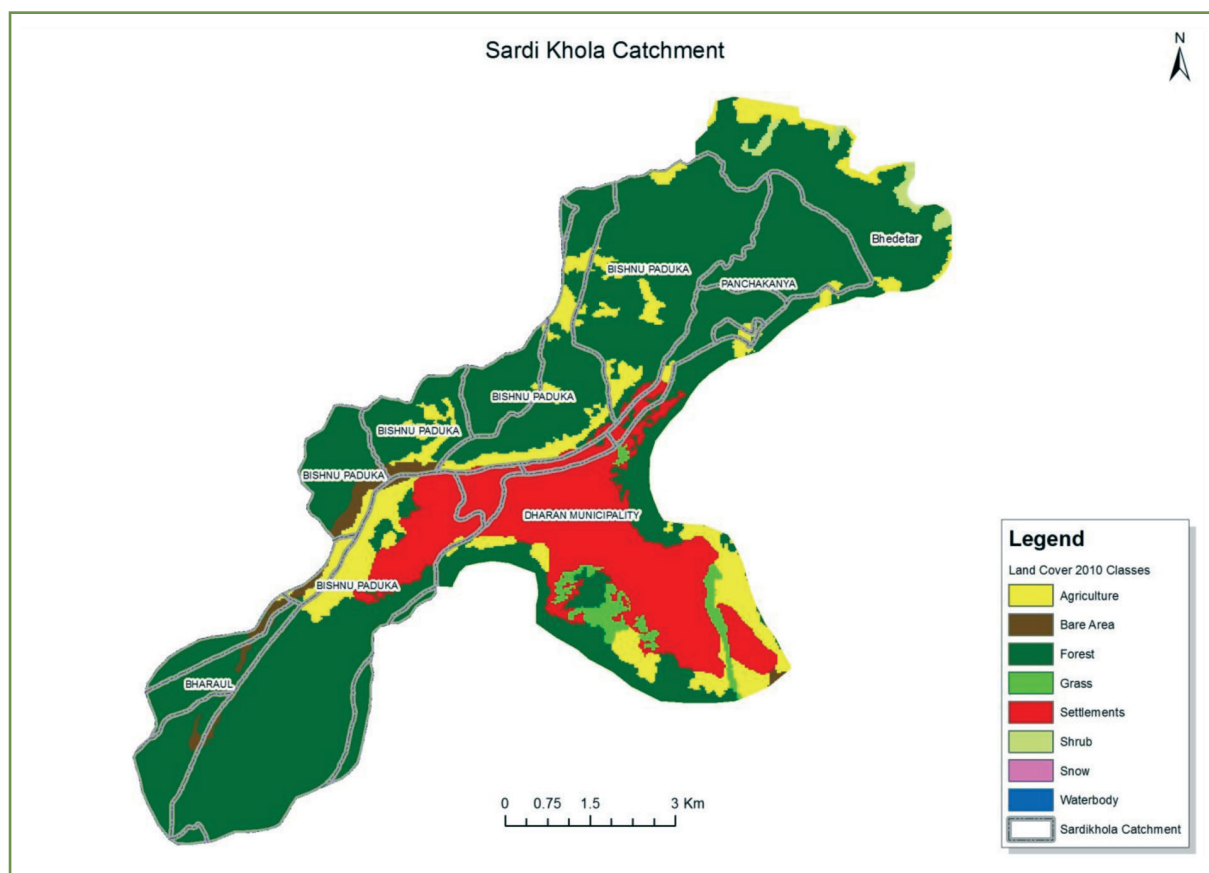 Sardi Khola Catchment
N
Bhedetar
BISHNU PADUKA
PANCHAKANYA
BISHNU PADUKA
BISHNU PADUKA
BISHNU PADUKA
DHARAN MUNICIPALITY
BISHNU PADUKA
BHARAUL
Legend
Land Cover 2010 Classes
Agriculture
Bare Area
Forest
Grass
Settlements
Shrub
Snow
Waterbody
Sardikhola Catchment
0 0.75 1.5 3 Km